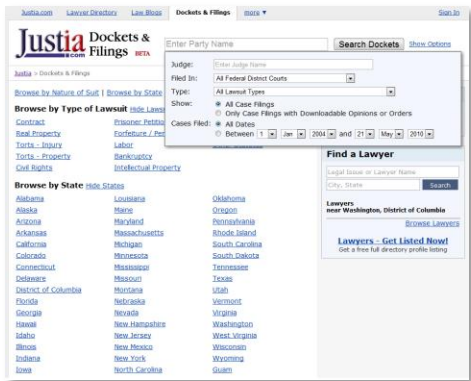 Justia.com Lawyer Directory Law Blogs Dockets & Filings more ▼ Sign In
Justia Dockets & Filings BETA
Enter Party Name Search Dockets Show Options
Judge: Enter Judge Name
Filed In: All Federal District Courts
Type: All Lawsuit Types
Show: All Case Filings
Only Case Filings with Downloadable Opinions or Orders
Cases Filed: All Dates
Between 1 Jan 2004 and 21 May 2010
Justia > Dockets & Filings
Browse by Nature of Suit | Browse by State
Browse by Type of Lawsuit Hide Laws
Contract Prisoner Petitio
Real Property Forfeiture / Pen
Torts - Injury Labor
Torts - Property Bankruptcy
Civil Rights Intellectual Property
Browse by State Hide States
Alabama Louisiana Oklahoma
Alaska Maine Oregon
Arizona Maryland Pennsylvania
Arkansas Massachusetts Rhode Island
California Michigan South Carolina
Colorado Minnesota South Dakota
Connecticut Mississippi Tennessee
Delaware Missouri Texas
District of Columbia Montana Utah
Florida Nebraska Vermont
Georgia Nevada Virginia
Hawaii New Hampshire Washington
Idaho New Jersey West Virginia
Illinois New Mexico Wisconsin
Indiana New York Wyoming
Iowa North Carolina Guam
Find a Lawyer
Legal Issue or Lawyer Name
City, State Search
Lawyers
near Washington, District of Columbia
Browse Lawyers
Lawyers - Get Listed Now!
Get a free full directory profile listing